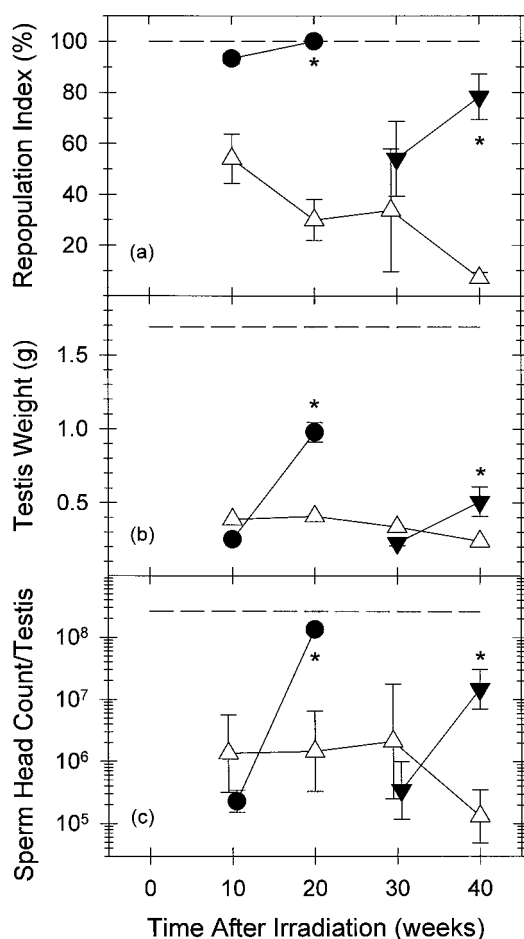 Repopulation Index (%)
100
80
60
40
20
*
*
(a)
Testis Weight (g)
1.5
1.0
0.5
*
*
(b)
Sperm Head Count/Testis
10⁸
10⁷
10⁶
10⁵
*
*
(c)
0 10 20 30 40
Time After Irradiation (weeks)